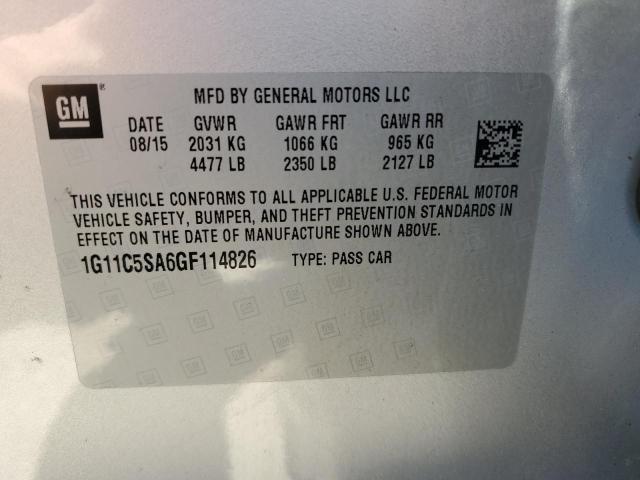 GM
MFD BY GENERAL MOTORS LLC
DATE GVWR GAWR FRT GAWR RR
08/15 2031 KG 1066 KG 965 KG
4477 LB 2350 LB 2127 LB
THIS VEHICLE CONFORMS TO ALL APPLICABLE U.S. FEDERAL MOTOR
VEHICLE SAFETY, BUMPER, AND THEFT PREVENTION STANDARDS IN
EFFECT ON THE DATE OF MANUFACTURE SHOWN ABOVE.
1G11C5SA6GF114826 TYPE: PASS CAR